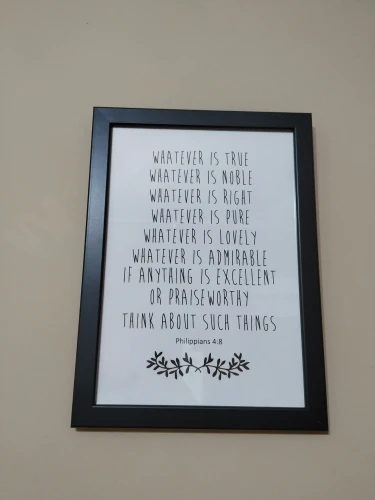 WHATEVER IS TRUE
WHATEVER IS NOBLE
WHATEVER IS RIGHT
WHATEVER IS PURE
WHATEVER IS LOVELY
WHATEVER IS ADMIRABLE
IF ANYTHING IS EXCELLENT
OR PRAISEWORTHY
THINK ABOUT SUCH THINGS
Philippians 4:8